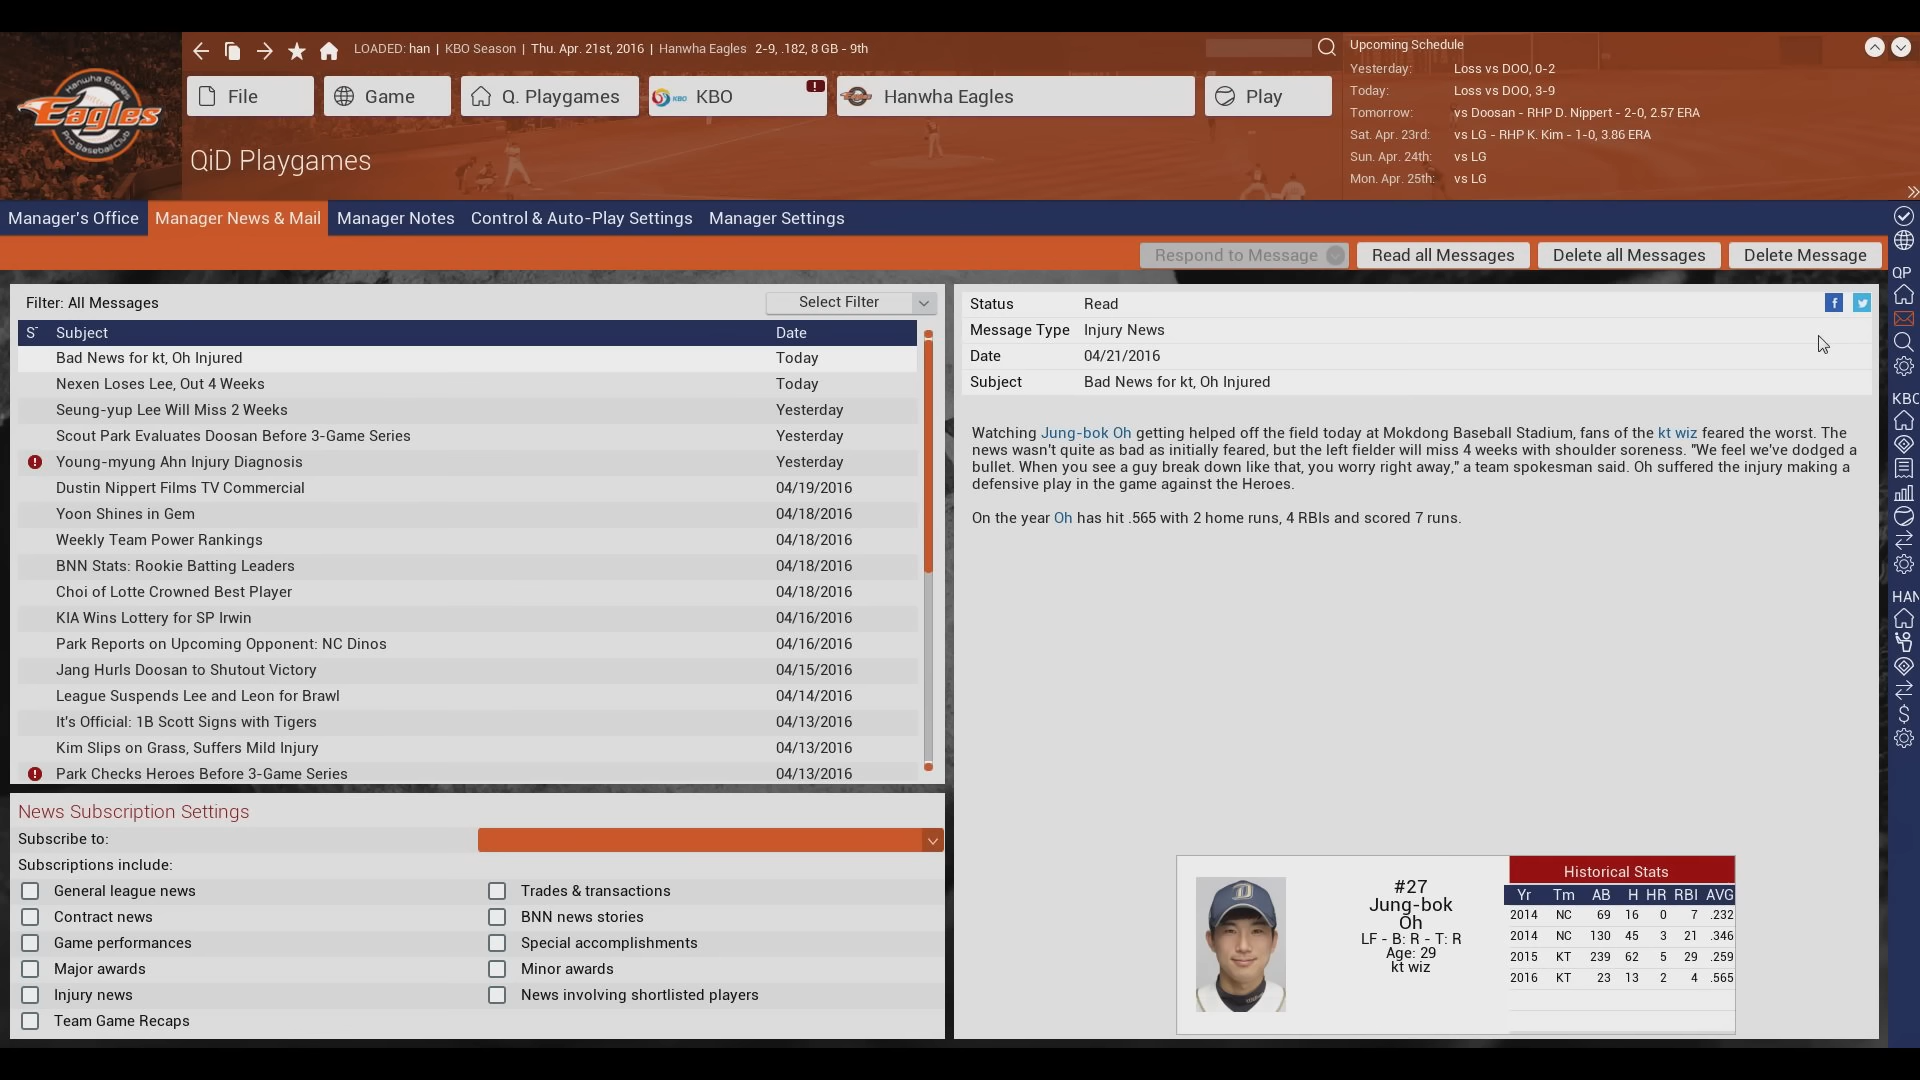 LOADED: han | KBO Season | Thu. Apr. 21st, 2016 | Hanwha Eagles 2-9, .182, 8 GB - 9th
Upcoming Schedule
Yesterday: Loss vs DOO, 0-2
Today: Loss vs DOO, 3-9
Tomorrow: vs Doosan - RHP D. Nippert - 2-0, 2.57 ERA
Sat. Apr. 23rd: vs LG - RHP K. Kim - 1-0, 3.86 ERA
Sun. Apr. 24th: vs LG
Mon. Apr. 25th: vs LG
Hanwha Eagles
Eagles
Pro Baseball Club
File
Game
Q. Playgames
KBO KBO !
Hanwha Eagles
Play
QiD Playgames
Manager's Office Manager News & Mail Manager Notes Control & Auto-Play Settings Manager Settings
Respond to Message Read all Messages Delete all Messages Delete Message
Filter: All Messages Select Filter
S Subject Date
Bad News for kt, Oh Injured Today
Nexen Loses Lee, Out 4 Weeks Today
Seung-yup Lee Will Miss 2 Weeks Yesterday
Scout Park Evaluates Doosan Before 3-Game Series Yesterday
! Young-myung Ahn Injury Diagnosis Yesterday
Dustin Nippert Films TV Commercial 04/19/2016
Yoon Shines in Gem 04/18/2016
Weekly Team Power Rankings 04/18/2016
BNN Stats: Rookie Batting Leaders 04/18/2016
Choi of Lotte Crowned Best Player 04/18/2016
KIA Wins Lottery for SP Irwin 04/16/2016
Park Reports on Upcoming Opponent: NC Dinos 04/16/2016
Jang Hurls Doosan to Shutout Victory 04/15/2016
League Suspends Lee and Leon for Brawl 04/14/2016
It's Official: 1B Scott Signs with Tigers 04/13/2016
Kim Slips on Grass, Suffers Mild Injury 04/13/2016
! Park Checks Heroes Before 3-Game Series 04/13/2016
News Subscription Settings
Subscribe to:
Subscriptions include:
General league news Trades & transactions
Contract news BNN news stories
Game performances Special accomplishments
Major awards Minor awards
Injury news News involving shortlisted players
Team Game Recaps
Status Read
Message Type Injury News
Date 04/21/2016
Subject Bad News for kt, Oh Injured
Watching Jung-bok Oh getting helped off the field today at Mokdong Baseball Stadium, fans of the kt wiz feared the worst. The
news wasn't quite as bad as initially feared, but the left fielder will miss 4 weeks with shoulder soreness. "We feel we've dodged a
bullet. When you see a guy break down like that, you worry right away," a team spokesman said. Oh suffered the injury making a
defensive play in the game against the Heroes.
On the year Oh has hit .565 with 2 home runs, 4 RBIs and scored 7 runs.
#27
Jung-bok
Oh
LF - B: R - T: R
Age: 29
kt wiz
Historical Stats
Yr Tm AB H HR RBI AVG
2014 NC 69 16 0 7 .232
2014 NC 130 45 3 21 .346
2015 KT 239 62 5 29 .259
2016 KT 23 13 2 4 .565
QP
KBO
HAN